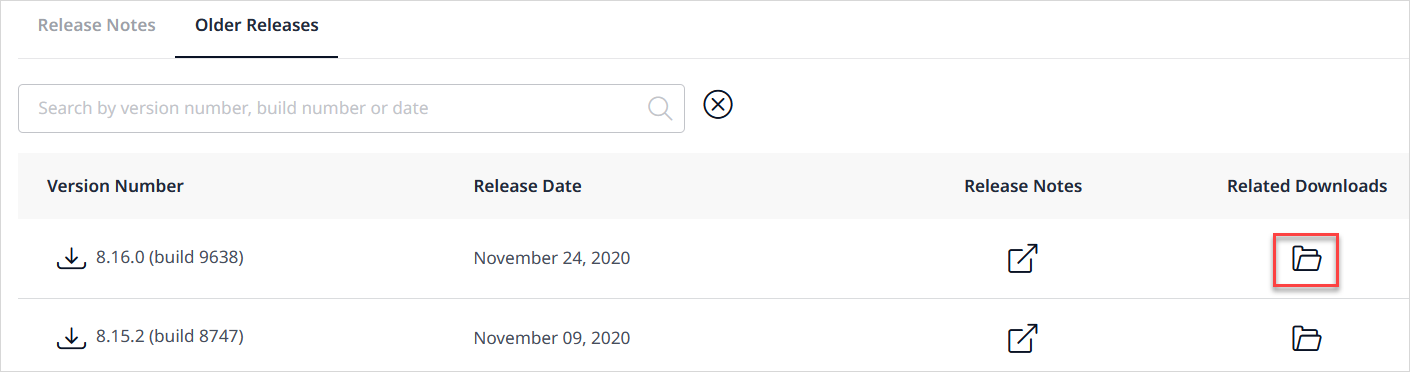 Release Notes Older Releases
Search by version number, build number or date
Version Number Release Date Release Notes Related Downloads
8.16.0 (build 9638) November 24, 2020
8.15.2 (build 8747) November 09, 2020